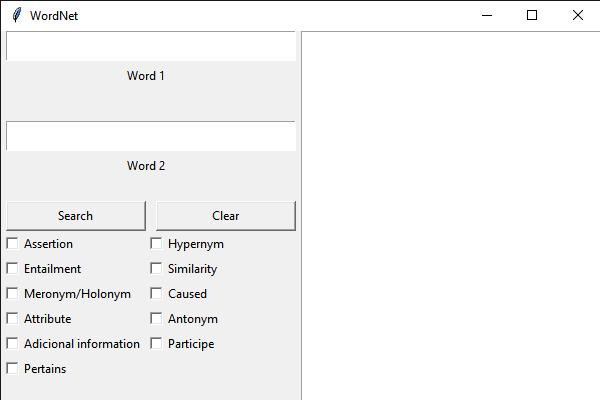 WordNet
Word 1
Word 2
Search Clear
Assertion Hypernym
Entailment Similarity
Meronym/Holonym Caused
Attribute Antonym
Adicional information Participe
Pertains